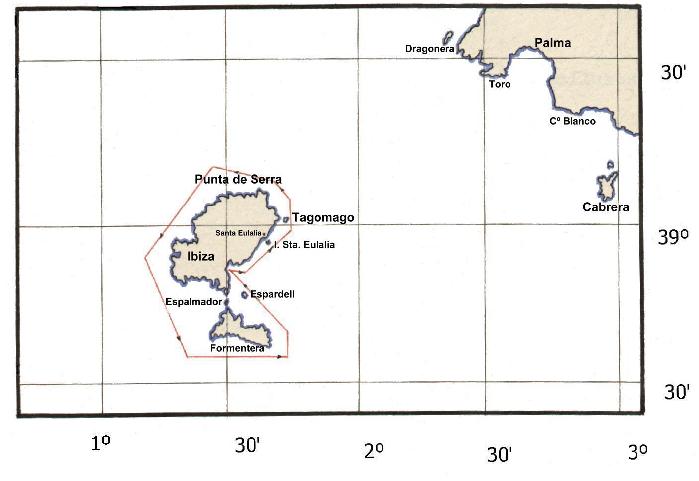 Palma
Dragonera
30'
Toro
Cº Blanco
Punta de Serra
Cabrera
Tagomago
Santa Eulalia
39º
I. Sta. Eulalia
Ibiza
Espardell
Espalmador
Formentera
30'
1º
30'
2º
30'
3º